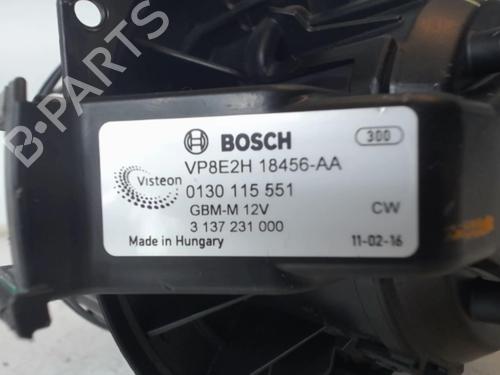 B-PARTS
BOSCH
300
VP8E2H 18456-AA
Visteon
0130 115 551
GBM-M 12V
CW
3 137 231 000
Made in Hungary
11-02-16